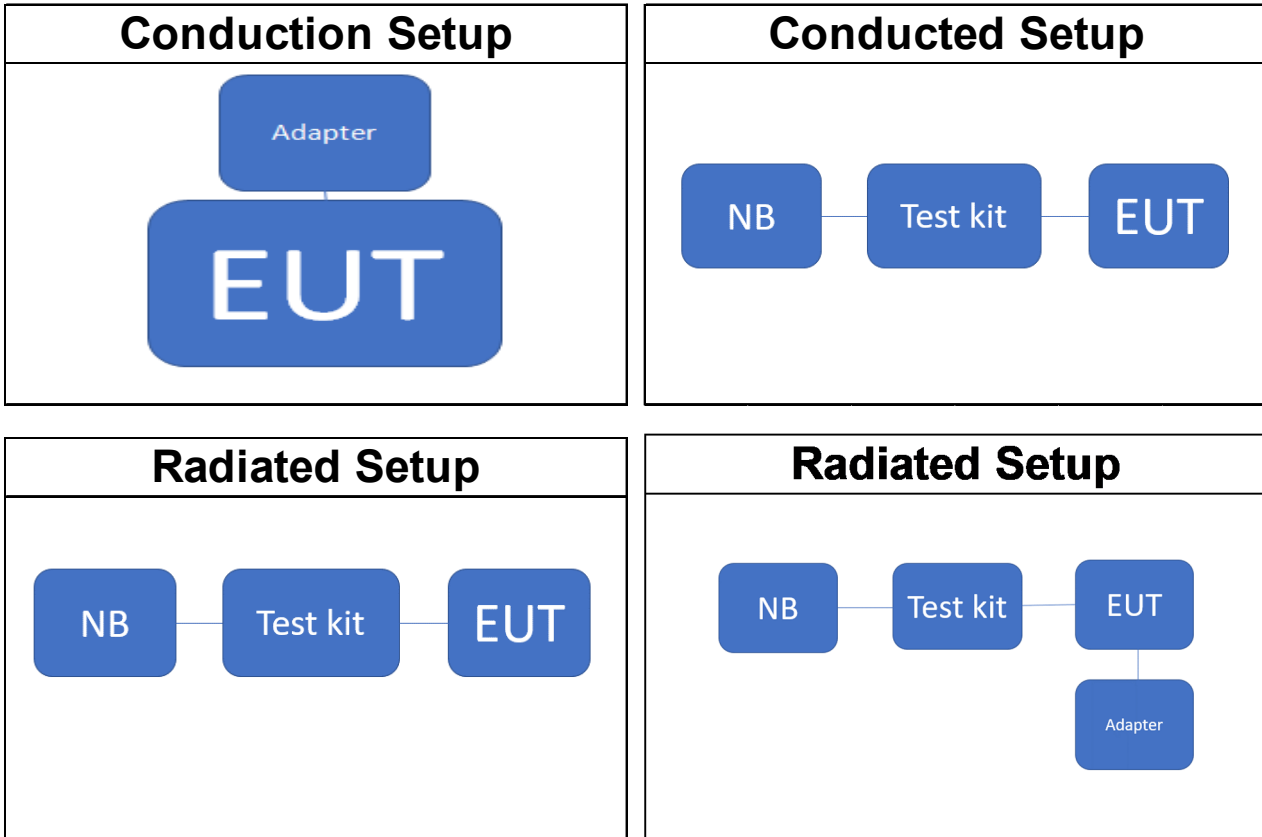 Conduction Setup
Adapter
EUT
Conducted Setup
NB
Test kit
EUT
Radiated Setup
NB
Test kit
EUT
Radiated Setup
NB
Test kit
EUT
Adapter